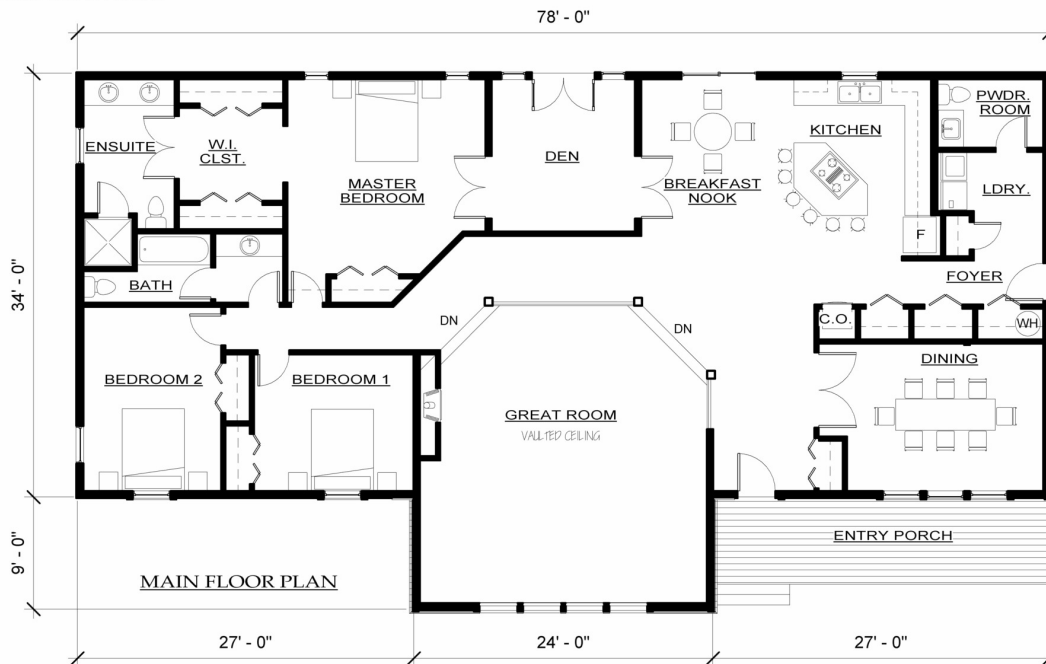 78' - 0"
PWDR.
ROOM
KITCHEN
ENSUITE
W.I.
CLST.
DEN
MASTER
BEDROOM
BREAKFAST
NOOK
LDRY.
F
34' - 0"
BATH
FOYER
DN
DN
C.O.
WH
DINING
BEDROOM 2
BEDROOM 1
GREAT ROOM
VAULTED CEILING
ENTRY PORCH
9' - 0"
MAIN FLOOR PLAN
27' - 0"
24' - 0"
27' - 0"